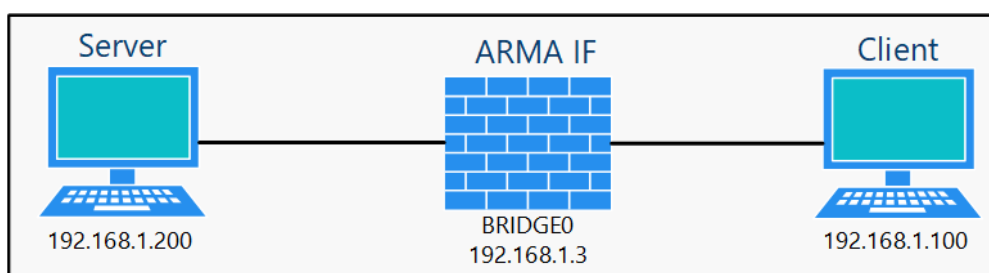 Server
192.168.1.200
ARMA IF
BRIDGE0
192.168.1.3
Client
192.168.1.100